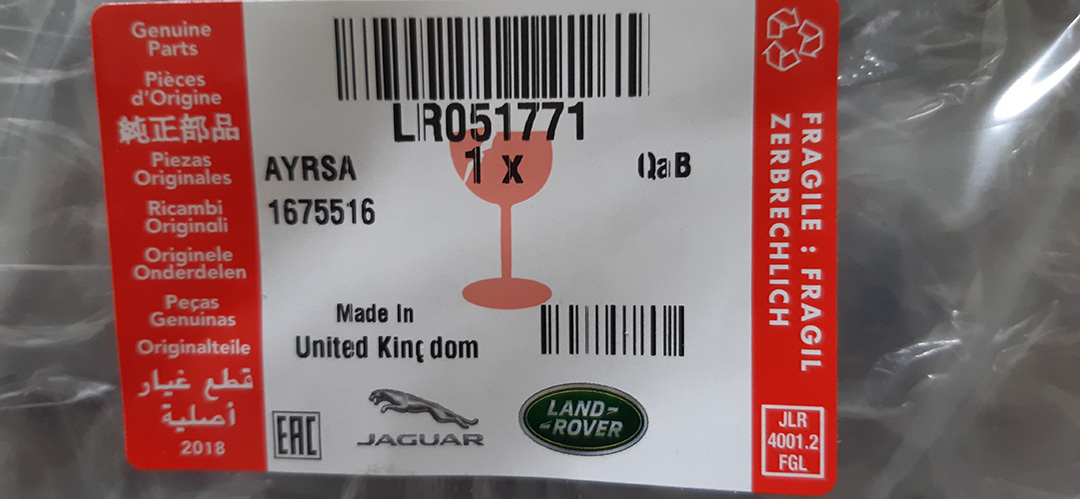 Genuine
Parts
Pièces
d'Origine
純正部品
Piezas
Originales
Ricambi
Originali
Originele
Onderdelen
Peças
Genuinas
Originalteile
قطع غيار
أصلية
2018
LR051771
1 x
QaB
AYRSA
1675516
Made In
United Kingdom
EAC
JAGUAR
LAND-
-ROVER
FRAGILE : FRAGIL
ZERBRECHLICH
JLR
4001.2
FGL